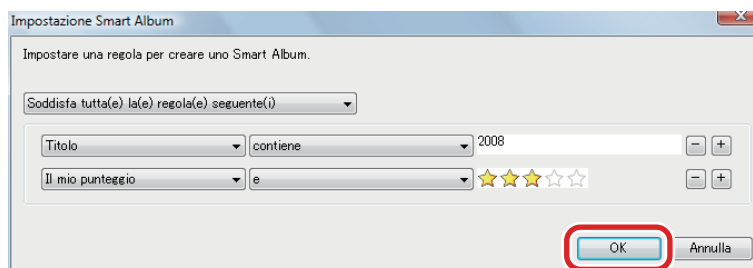 Impostazione Smart Album
Impostare una regola per creare uno Smart Album.
Soddisfa tutta(e) la(e) regola(e) seguente(i)
Titolo contiene 2008
Il mio punteggio e
OK Annulla